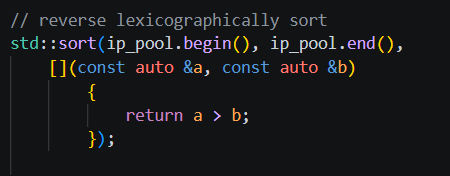 // reverse lexicographically sort
std::sort(ip_pool.begin(), ip_pool.end(),
    [](const auto &a, const auto &b)
        {
            return a > b;
        });